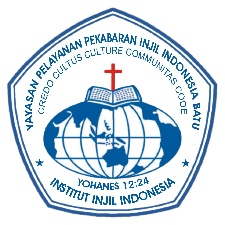 YAYASAN PELAYANAN PEKABARAN INJIL INDONESIA BATU
CREDO CULTUS CULTURE COMMUNITAS CODE
YOHANES 12:24
INSTITUT INJIL INDONESIA